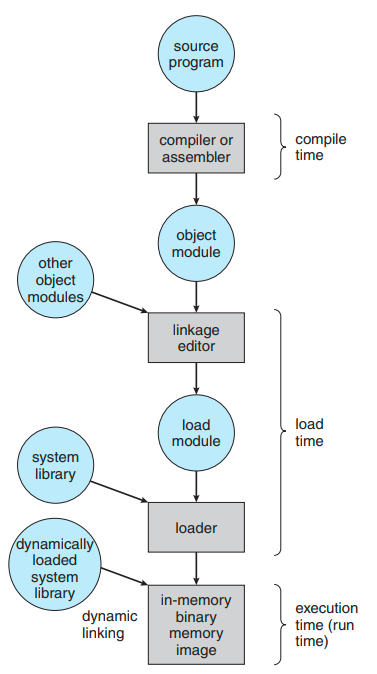 source
program
compiler or
assembler
compile
time
object
module
other
object
modules
linkage
editor
load
module
load
time
system
library
loader
dynamically
loaded
system
library
dynamic
linking
in-memory
binary
memory
image
execution
time (run
time)